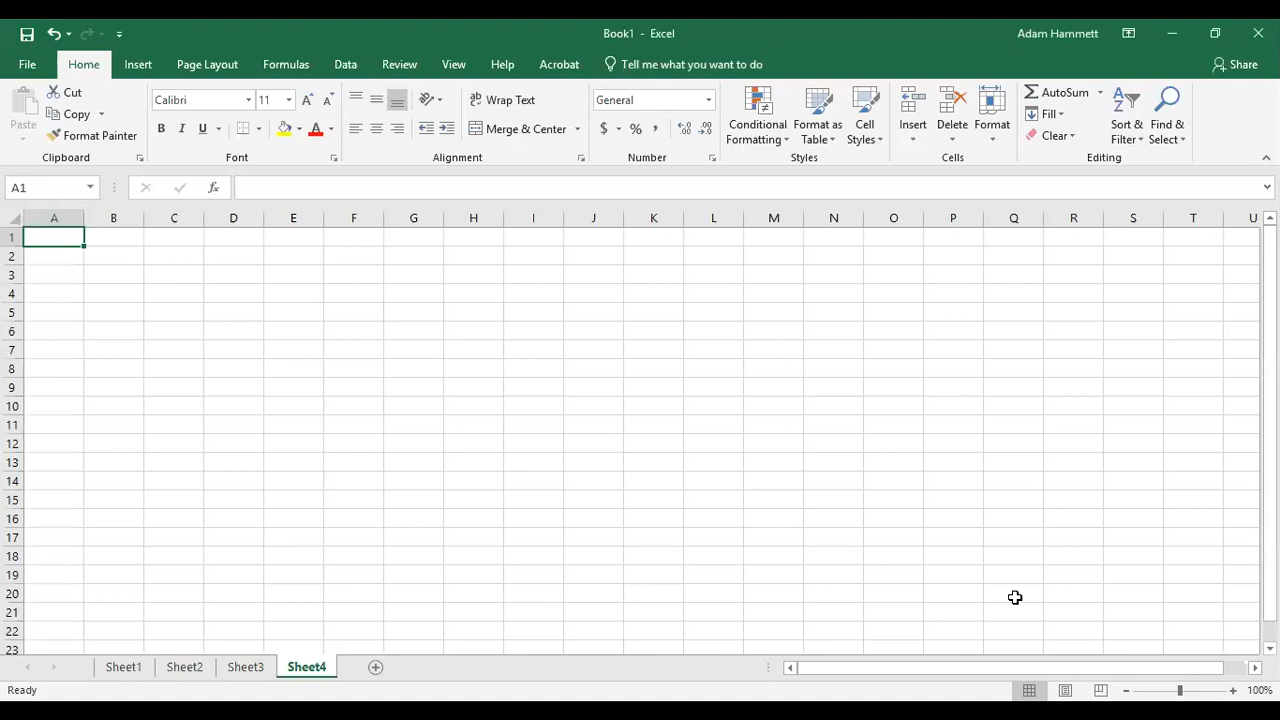 Book1 - Excel
Adam Hammett
File Home Insert Page Layout Formulas Data Review View Help Acrobat Tell me what you want to do Share
Paste
Cut
Copy
Format Painter
Clipboard
Calibri 11
B I U A
Font
Wrap Text
Merge & Center
Alignment
General
$ % ,
Number
Conditional Formatting
Format as Table
Cell Styles
Styles
Insert
Delete
Format
Cells
AutoSum
Fill
Clear
Sort & Filter
Find & Select
Editing
A1 fx
A B C D E F G H I J K L M N O P Q R S T U
1
2
3
4
5
6
7
8
9
10
11
12
13
14
15
16
17
18
19
20
21
22
23
Sheet1 Sheet2 Sheet3 Sheet4
Ready 100%